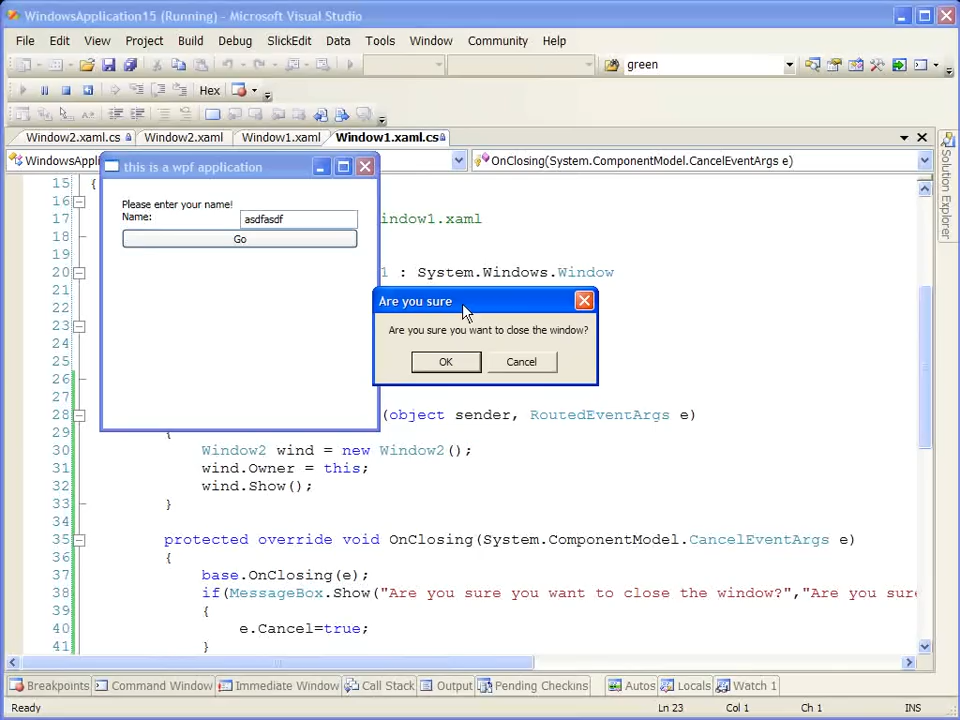 WindowsApplication15 (Running) - Microsoft Visual Studio
File Edit View Project Build Debug SlickEdit Data Tools Window Community Help
green
Hex
Window2.xaml.cs Window2.xaml Window1.xaml Window1.xaml.cs
WindowsAppli
OnClosing(System.ComponentModel.CancelEventArgs e)
this is a wpf application
Please enter your name!
Name: asdfasdf
Go
Are you sure
Are you sure you want to close the window?
OK Cancel
15 {
16
17 indow1.xaml
18
19
20 1 : System.Windows.Window
21
22
23
24
25
26
27
28 (object sender, RoutedEventArgs e)
29 {
30 Window2 wind = new Window2();
31 wind.Owner = this;
32 wind.Show();
33 }
34
35 protected override void OnClosing(System.ComponentModel.CancelEventArgs e)
36 {
37 base.OnClosing(e);
38 if(MessageBox.Show("Are you sure you want to close the window?","Are you sure
39 {
40 e.Cancel=true;
41 }
Solution Explorer
Breakpoints Command Window Immediate Window Call Stack Output Pending Checkins Autos Locals Watch 1
Ready Ln 23 Col 1 Ch 1 INS